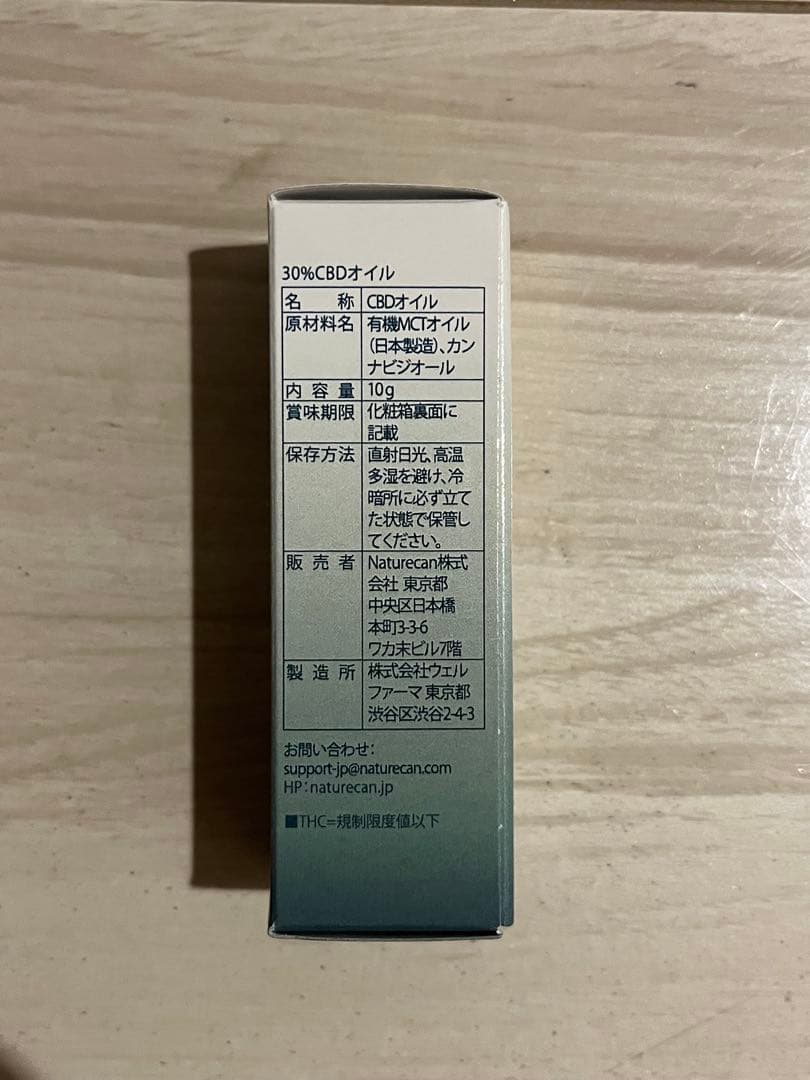 30%CBDオイル
名称 CBDオイル
原材料名 有機MCTオイル
（日本製造）、カン
ナビジオール
内容量 10g
賞味期限 化粧箱裏面に
記載
保存方法 直射日光、高温
多湿を避け、冷
暗所に必ず立て
た状態で保管し
てください。
販売者 Naturecan株式
会社 東京都
中央区日本橋
本町3-3-6
ワカ末ビル7階
製造所 株式会社ウェル
ファーマ 東京都
渋谷区渋谷2-4-3
お問い合わせ：
support-jp@naturecan.com
HP：naturecan.jp
■THC=規制限度値以下